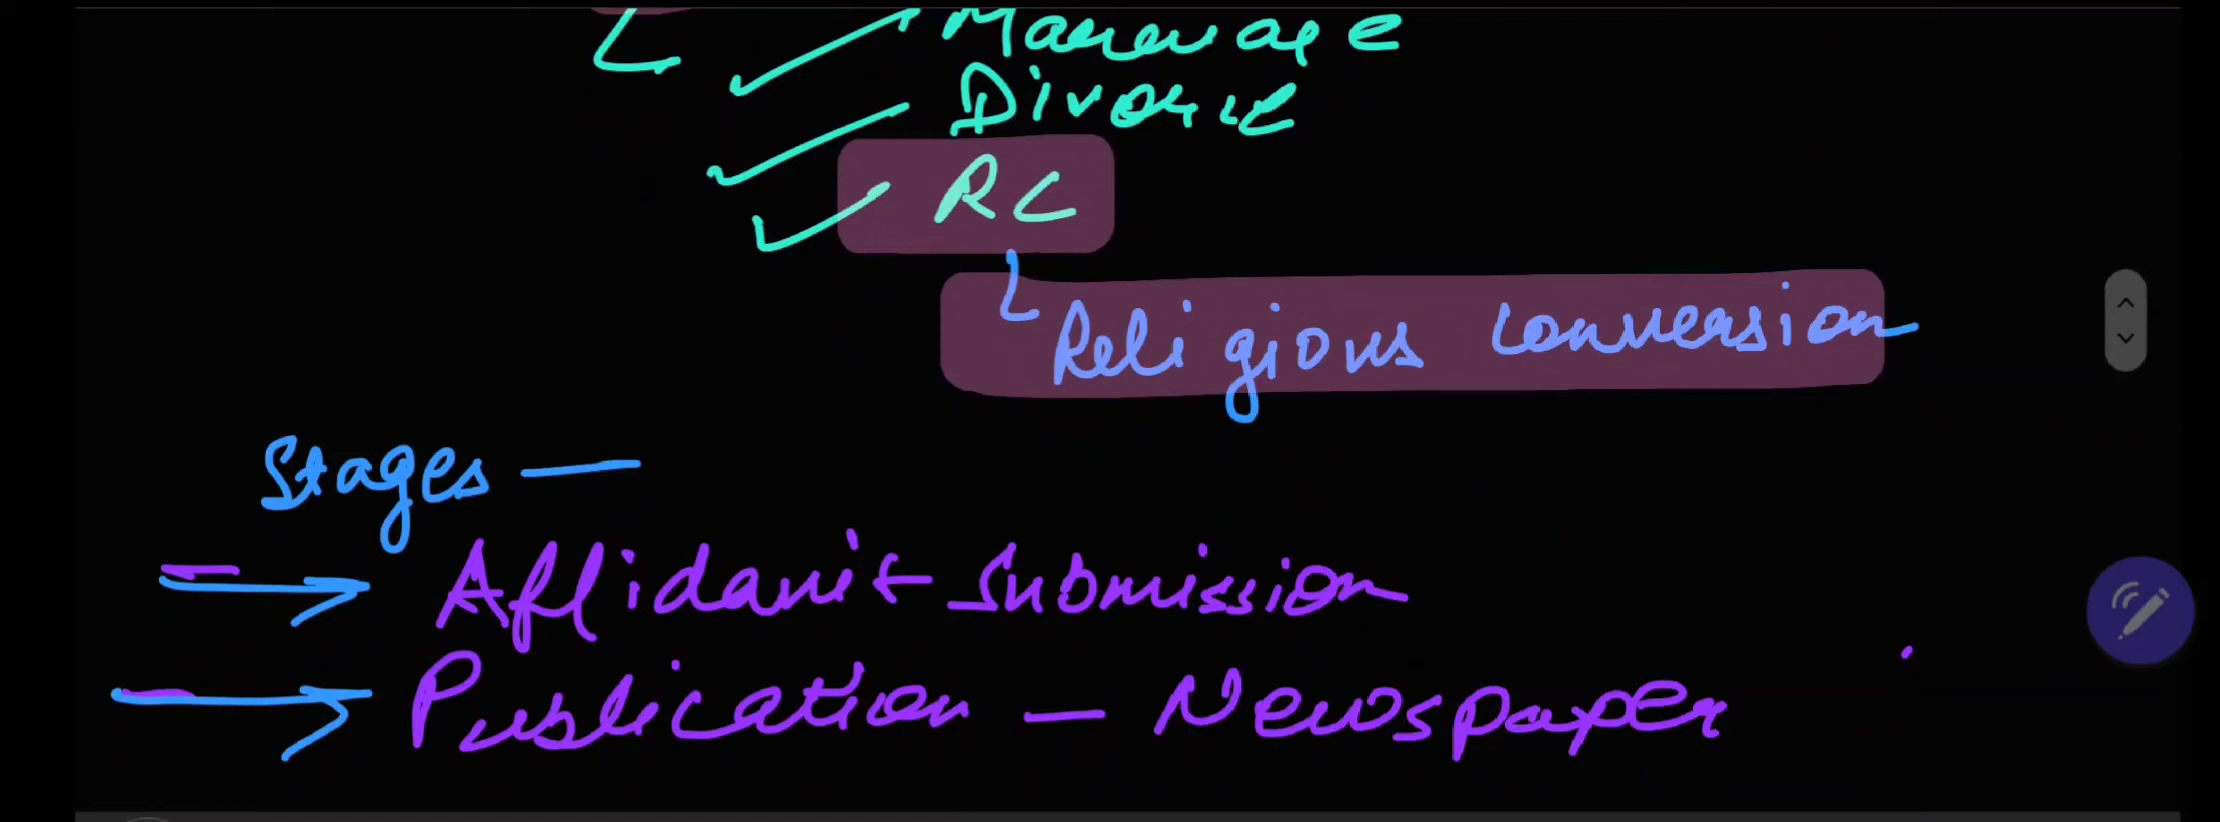 Marriage
Divorce
RC
Religious Conversion
Stages —
Affidavit Submission
Publication — Newspaper